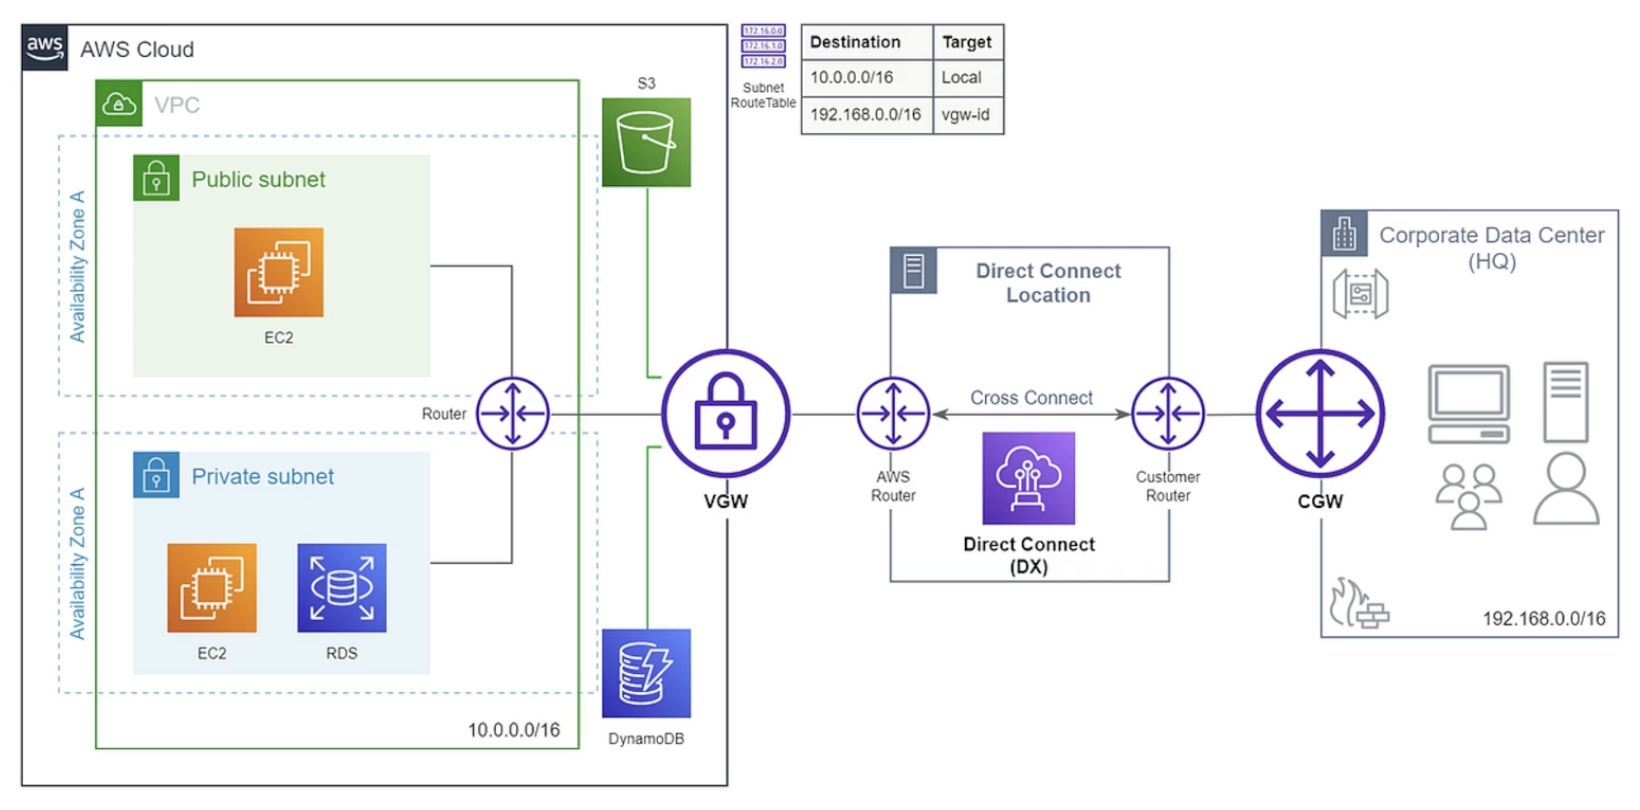 aws
AWS Cloud
VPC
Availability Zone A
Public subnet
EC2
Router
Availability Zone A
Private subnet
EC2
RDS
10.0.0.0/16
S3
DynamoDB
VGW
172.16.0.0
172.16.1.0
172.16.2.0
Subnet
RouteTable
Destination Target
10.0.0.0/16 Local
192.168.0.0/16 vgw-id
Direct Connect
Location
Cross Connect
AWS
Router
Customer
Router
Direct Connect
(DX)
CGW
Corporate Data Center
(HQ)
192.168.0.0/16